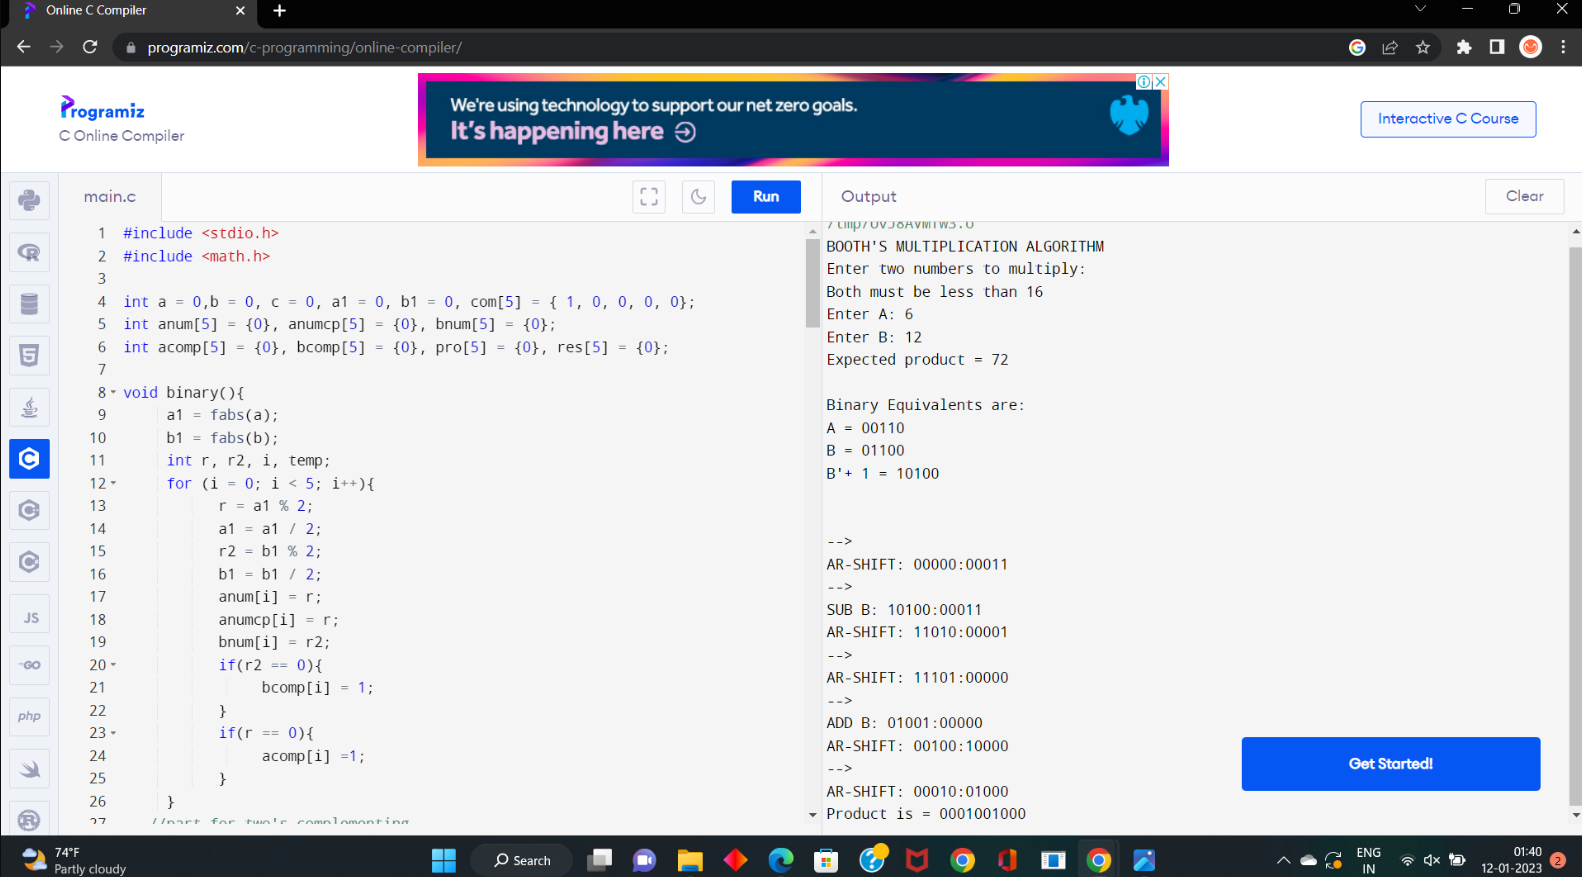 Online C Compiler
programiz.com/c-programming/online-compiler/
Programiz
C Online Compiler
We're using technology to support our net zero goals.
It's happening here
Interactive C Course
main.c
Run
Output
Clear
1 #include <stdio.h>
2 #include <math.h>
3
4 int a = 0,b = 0, c = 0, a1 = 0, b1 = 0, com[5] = { 1, 0, 0, 0, 0};
5 int anum[5] = {0}, anumcp[5] = {0}, bnum[5] = {0};
6 int acomp[5] = {0}, bcomp[5] = {0}, pro[5] = {0}, res[5] = {0};
7
8 void binary(){
9 a1 = fabs(a);
10 b1 = fabs(b);
11 int r, r2, i, temp;
12 for (i = 0; i < 5; i++){
13 r = a1 % 2;
14 a1 = a1 / 2;
15 r2 = b1 % 2;
16 b1 = b1 / 2;
17 anum[i] = r;
18 anumcp[i] = r;
19 bnum[i] = r2;
20 if(r2 == 0){
21 bcomp[i] = 1;
22 }
23 if(r == 0){
24 acomp[i] =1;
25 }
26 }
27 //part for two's complementing
BOOTH'S MULTIPLICATION ALGORITHM
Enter two numbers to multiply:
Both must be less than 16
Enter A: 6
Enter B: 12
Expected product = 72
Binary Equivalents are:
A = 00110
B = 01100
B'+ 1 = 10100
-->
AR-SHIFT: 00000:00011
-->
SUB B: 10100:00011
AR-SHIFT: 11010:00001
-->
AR-SHIFT: 11101:00000
-->
ADD B: 01001:00000
AR-SHIFT: 00100:10000
-->
AR-SHIFT: 00010:01000
Product is = 0001001000
Get Started!
JS
GO
php
74°F
Partly cloudy
Search
ENG
IN
01:40
12-01-2023
2